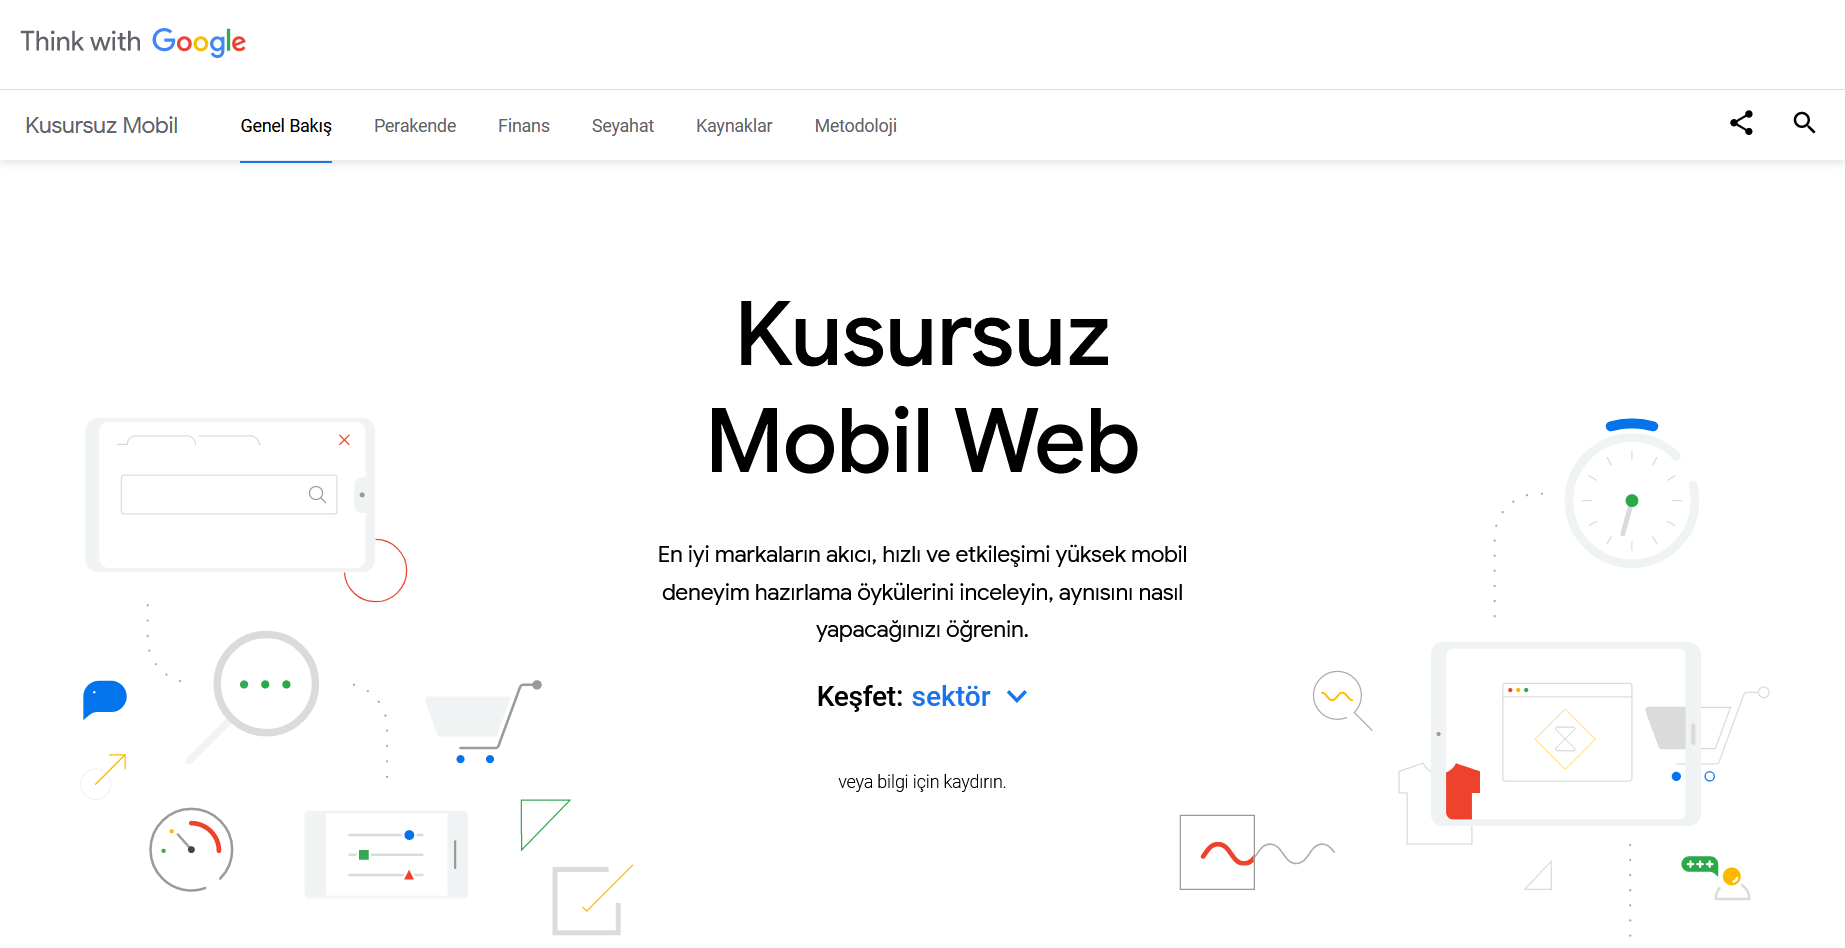 Think with Google
Kusursuz Mobil Genel Bakış Perakende Finans Seyahat Kaynaklar Metodoloji
Kusursuz
Mobil Web
En iyi markaların akıcı, hızlı ve etkileşimi yüksek mobil
deneyim hazırlama öykülerini inceleyin, aynısını nasıl
yapacağınızı öğrenin.
Keşfet: sektör
veya bilgi için kaydırın.